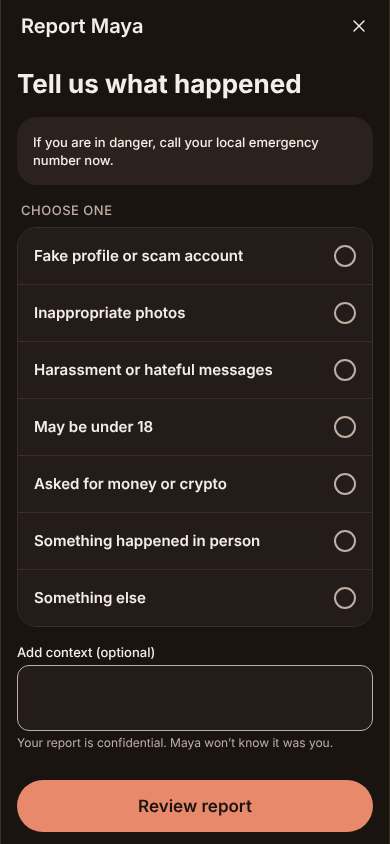 Report Maya
Tell us what happened
If you are in danger, call your local emergency
number now.
CHOOSE ONE
Fake profile or scam account
Inappropriate photos
Harassment or hateful messages
May be under 18
Asked for money or crypto
Something happened in person
Something else
Add context (optional)
Your report is confidential. Maya won’t know it was you.
Review report